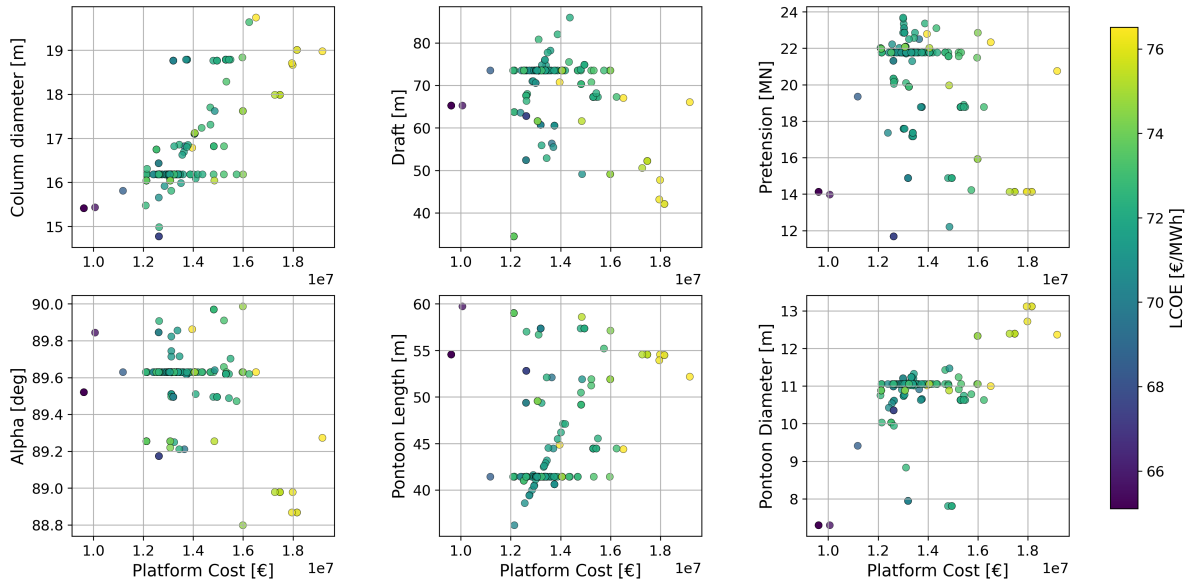 19
18
17
16
15
Column diameter [m]
1.0 1.2 1.4 1.6 1.8
1e7
80
70
60
50
40
Draft [m]
1.0 1.2 1.4 1.6 1.8
1e7
24
22
20
18
16
14
12
Pretension [MN]
1.0 1.2 1.4 1.6 1.8
1e7
90.0
89.8
89.6
89.4
89.2
89.0
88.8
Alpha [deg]
1.0 1.2 1.4 1.6 1.8
Platform Cost [€]
1e7
60
55
50
45
40
Pontoon Length [m]
1.0 1.2 1.4 1.6 1.8
Platform Cost [€]
1e7
13
12
11
10
9
8
Pontoon Diameter [m]
1.0 1.2 1.4 1.6 1.8
Platform Cost [€]
1e7
76
74
72
70
68
66
LCOE [€/MWh]